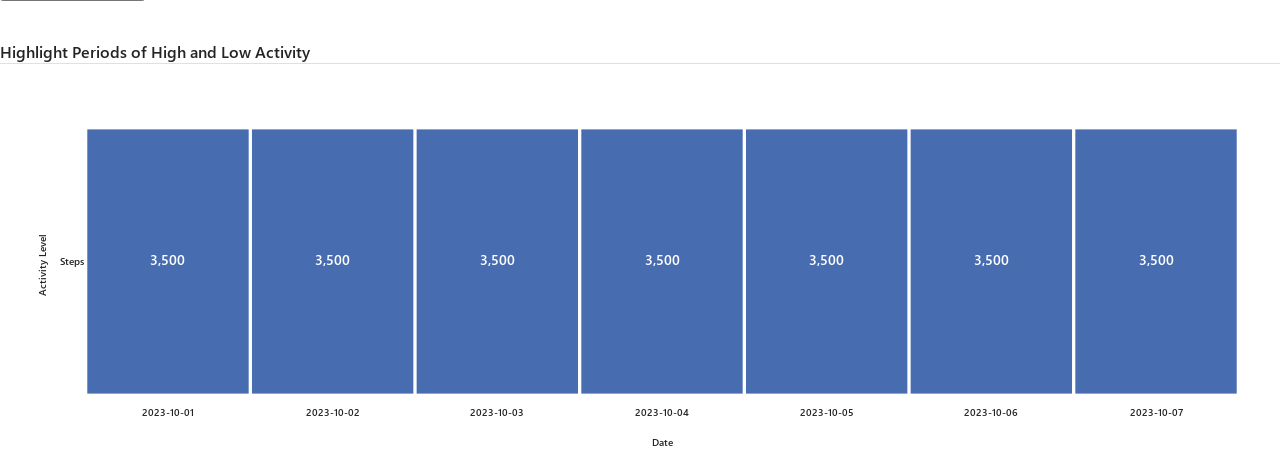 Highlight Periods of High and Low Activity
Activity Level
Steps
3,500 3,500 3,500 3,500 3,500 3,500 3,500
2023-10-01 2023-10-02 2023-10-03 2023-10-04 2023-10-05 2023-10-06 2023-10-07
Date